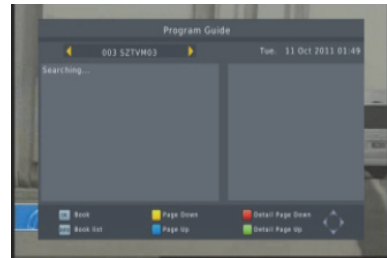 Program Guide
003 SZTVM03 Tue. 11 Oct 2011 01:49
Searching...
Book Page Down Detail Page Down
Book list Page Up Detail Page Up